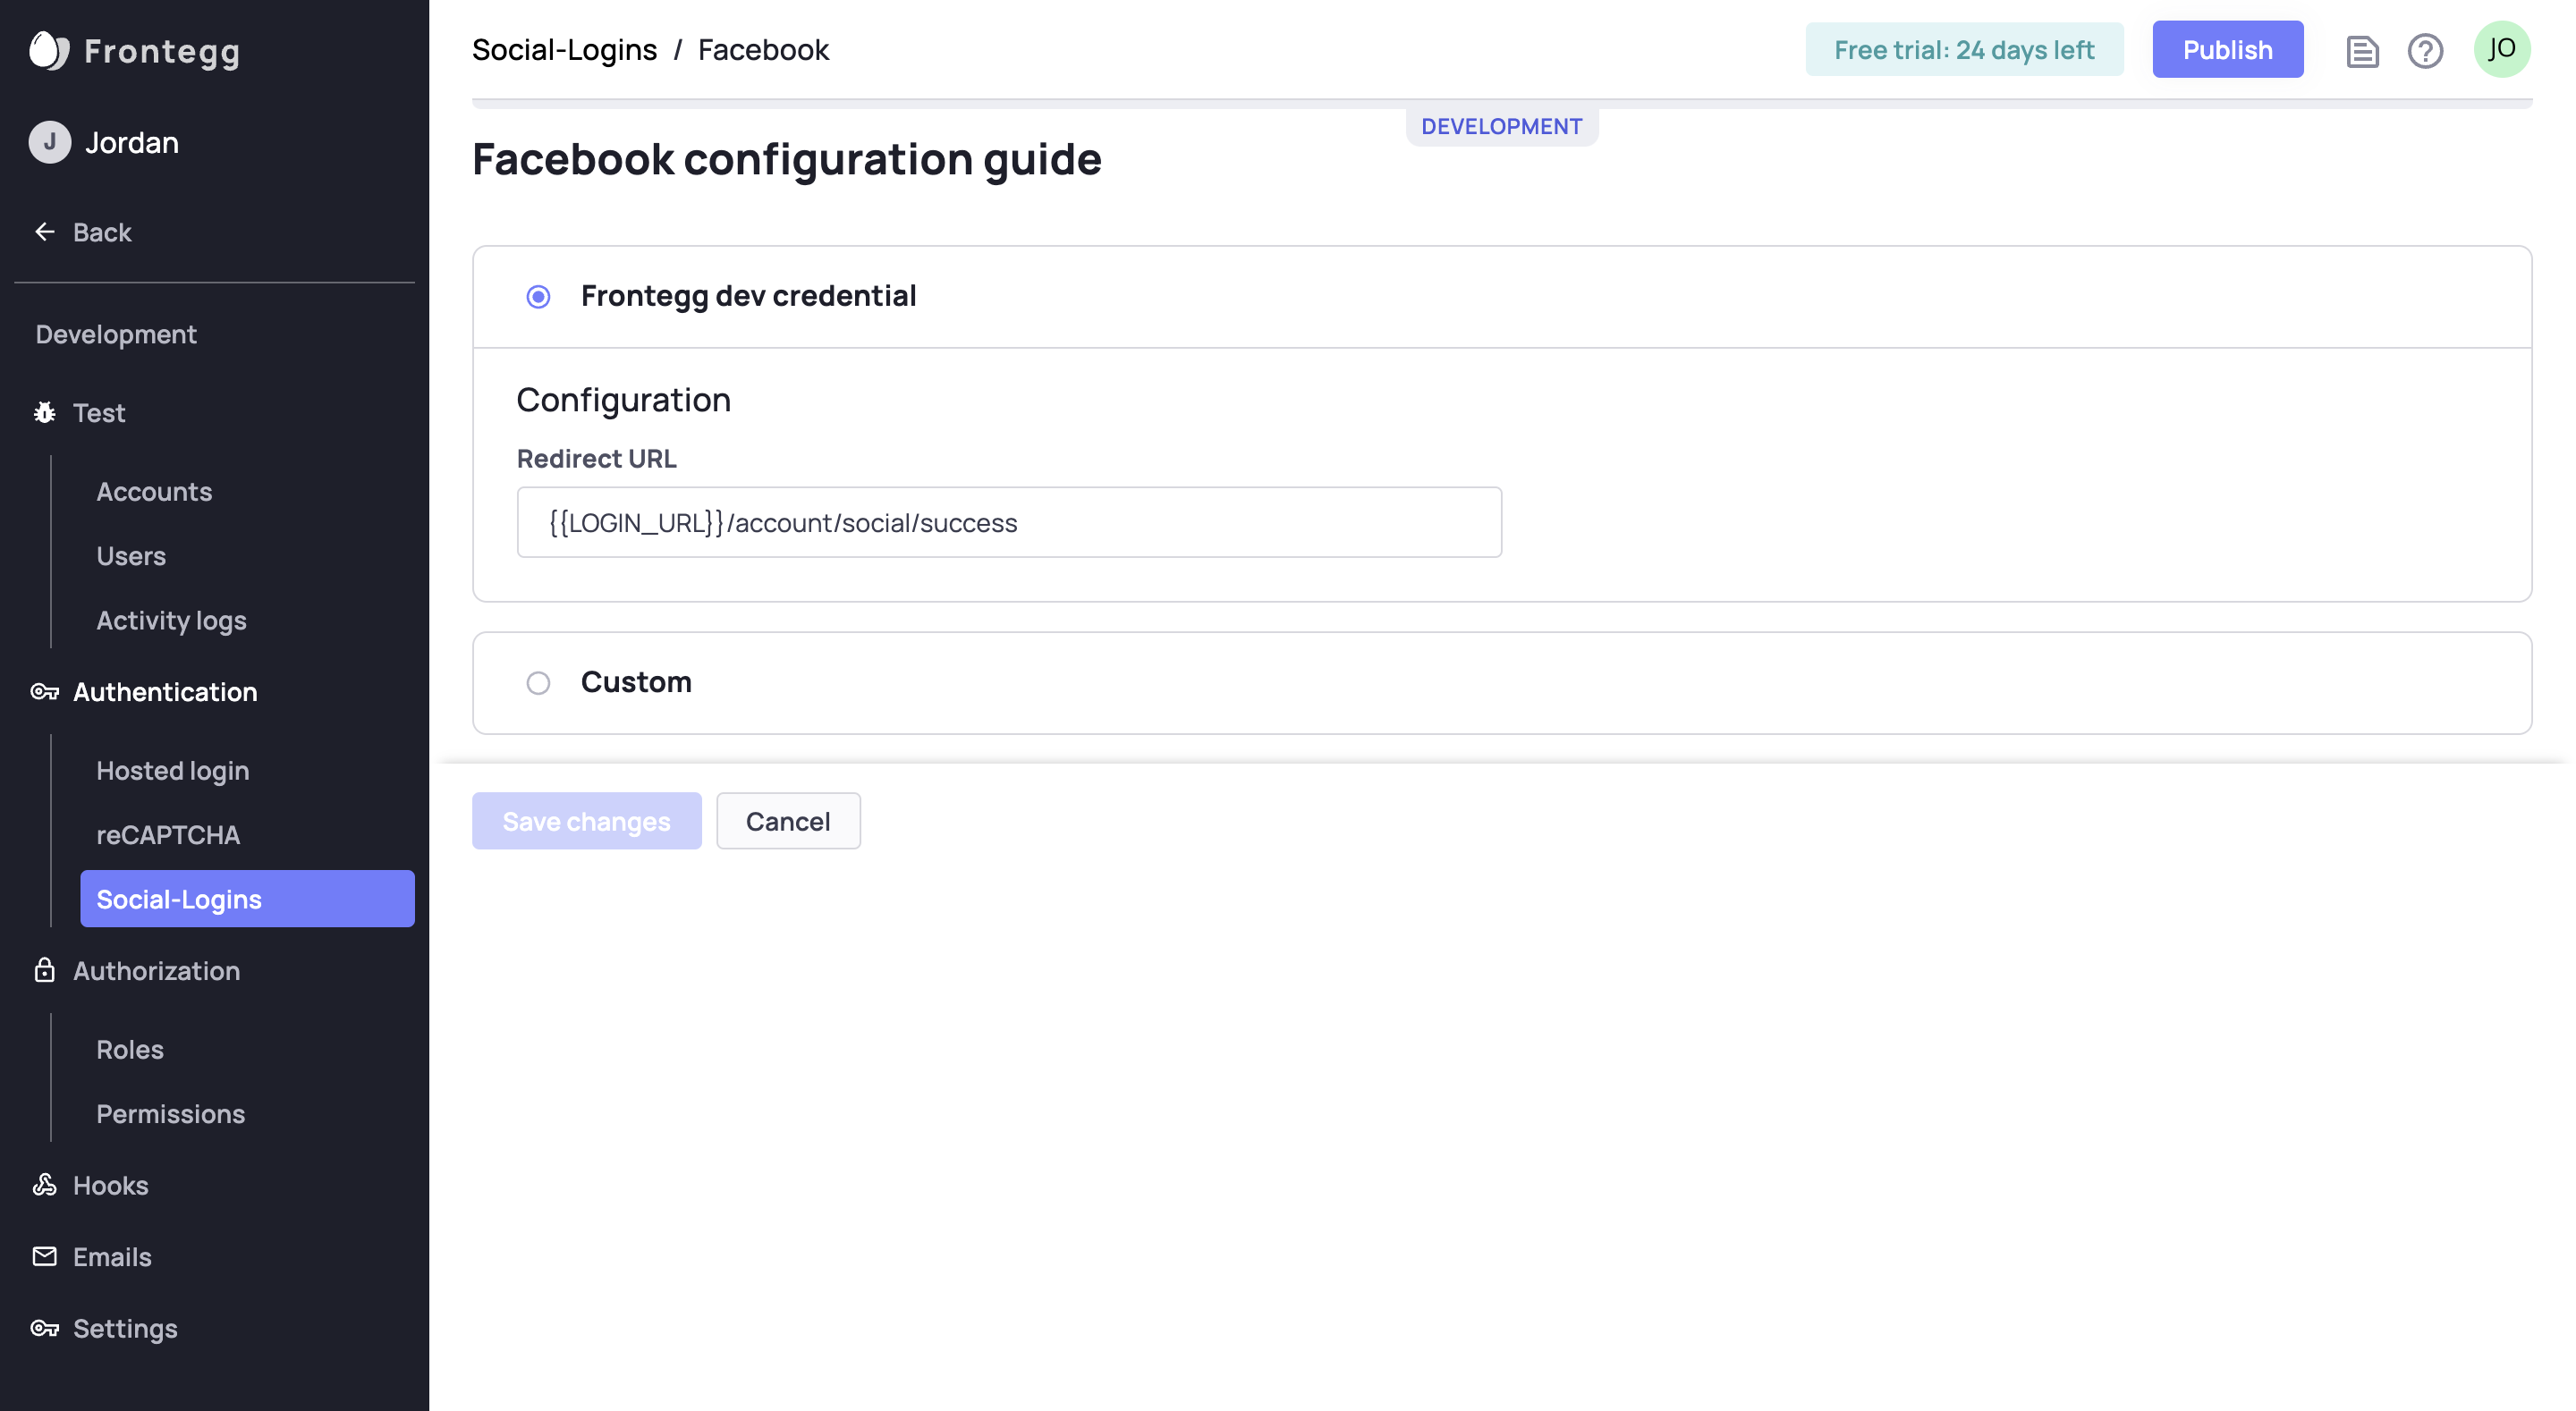 Frontegg
J Jordan
Back
Development
Test
Accounts
Users
Activity logs
Authentication
Hosted login
reCAPTCHA
Social-Logins
Authorization
Roles
Permissions
Hooks
Emails
Settings
Social-Logins / Facebook
Free trial: 24 days left
Publish
JO
DEVELOPMENT
Facebook configuration guide
Frontegg dev credential
Configuration
Redirect URL
{{LOGIN_URL}}/account/social/success
Custom
Save changes
Cancel